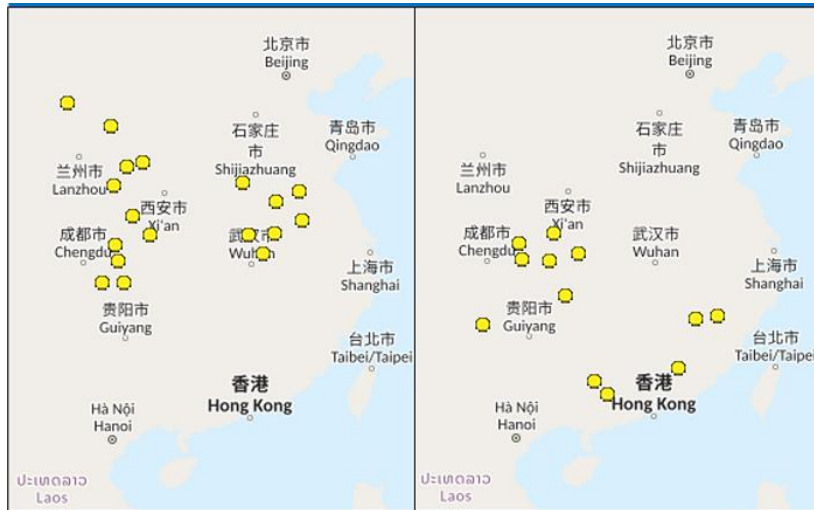 北京市
Beijing
石家庄
市
Shijiazhuang
青岛市
Qingdao
兰州市
Lanzhou
西安市
Xi'an
成都市
Chengdu
武汉市
Wuhan
上海市
Shanghai
贵阳市
Guiyang
台北市
Taibei/Taipei
香港
Hong Kong
Hà Nội
Hanoi
ປະເທດລາວ
Laos
北京市
Beijing
石家庄
市
Shijiazhuang
青岛市
Qingdao
兰州市
Lanzhou
西安市
Xi'an
成都市
Chengdu
武汉市
Wuhan
上海市
Shanghai
贵阳市
Guiyang
台北市
Taibei/Taipei
香港
Hong Kong
Hà Nội
Hanoi
ປະເທດລາວ
Laos